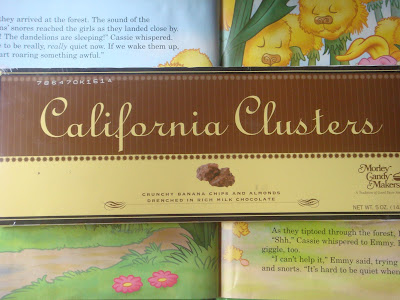 they arrived at the forest. The sound of the
s' snores reached the girls as they landed close by.
! The dandelions are sleeping!" Cassie whispered.
e to be really, really quiet now. If we wake them up,
art roaring something awful."
786470K1614
California Clusters
CRUNCHY BANANA CHIPS AND ALMONDS
DRENCHED IN RICH MILK CHOCOLATE
Morley
Candy
Makers
NET WT. 5 OZ.
As they tiptoed through the forest,
"Shh," Cassie whispered to Emmy.
giggle, too.
"I can't help it," Emmy said, trying
and snorts. "It's hard to be quiet when